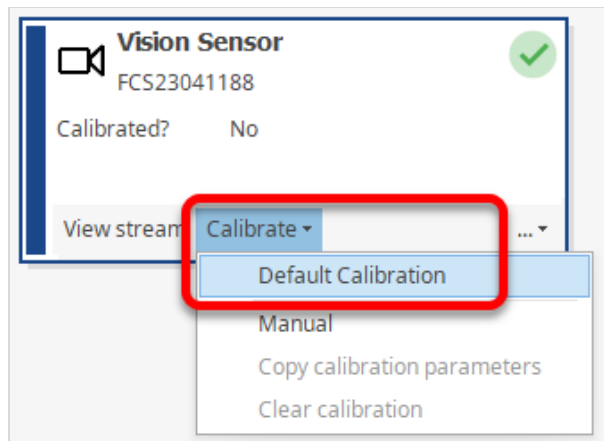 Vision Sensor
FCS23041188
Calibrated? No
View stream Calibrate ...
Default Calibration
Manual
Copy calibration parameters
Clear calibration